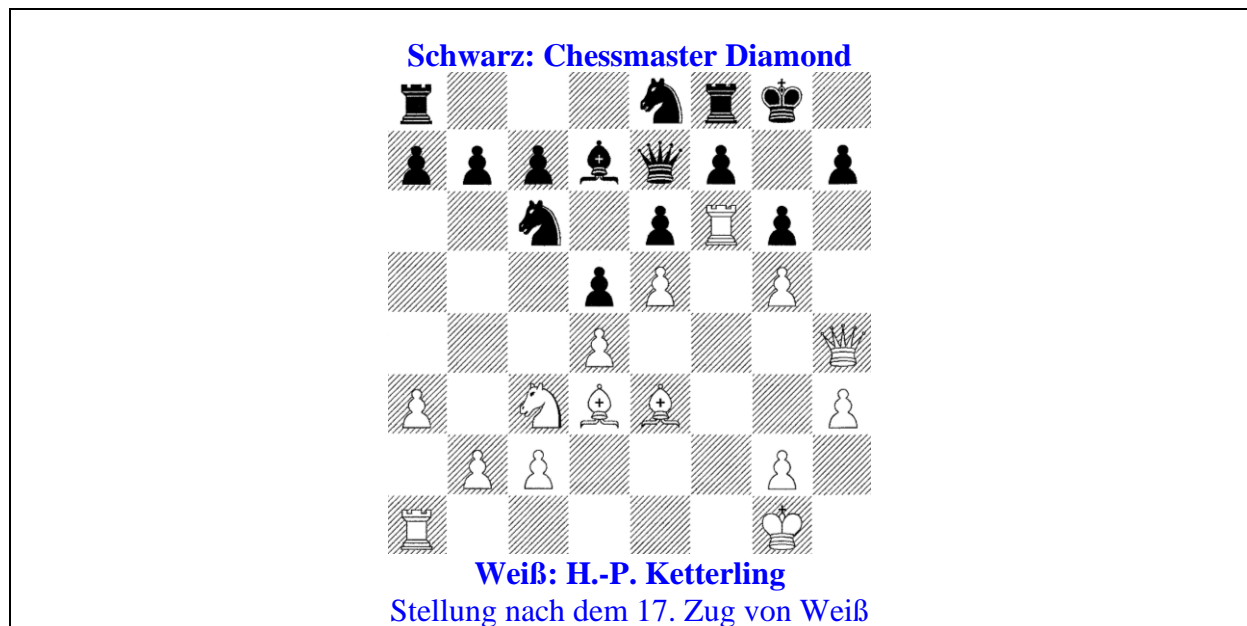 Schwarz: Chessmaster Diamond
Weiß: H.-P. Ketterling
Stellung nach dem 17. Zug von Weiß